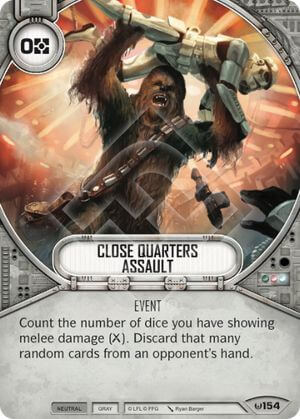 0
CLOSE QUARTERS
ASSAULT
EVENT
Count the number of dice you have showing
melee damage (). Discard that many
random cards from an opponent's hand.
NEUTRAL GRAY © LFL © FFG Ryan Barger 154